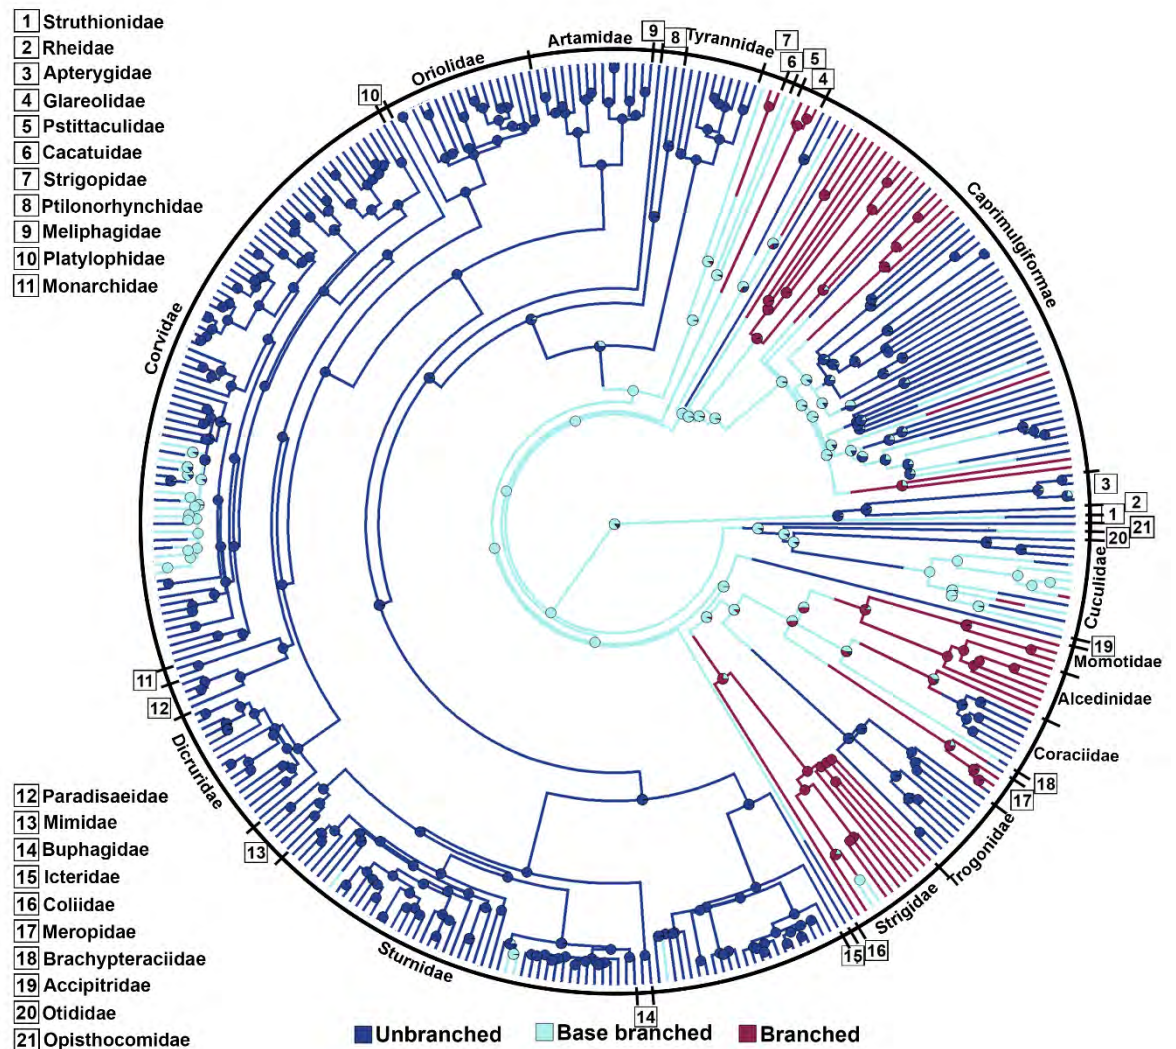 1 Struthionidae
2 Rheidae
3 Apterygidae
4 Glareolidae
5 Pstittaculidae
6 Cacatuidae
7 Strigopidae
8 Ptilonorhynchidae
9 Meliphagidae
10 Platylophidae
11 Monarchidae
10
Oriolidae
Artamidae
9
8
Tyrannidae
7
6
5
4
Caprimulgiformae
3
2
1
21
20
Cuculidae
19
Momotidae
Alcedinidae
Coraciidae
18
17
Trogonidae
Strigidae
16
15
14
Sturnidae
13
Dicruridae
12
11
Corvidae
12 Paradisaeidae
13 Mimidae
14 Buphagidae
15 Icteridae
16 Coliidae
17 Meropidae
18 Brachypteraciidae
19 Accipitridae
20 Otididae
21 Opisthocomidae
Unbranched Base branched Branched